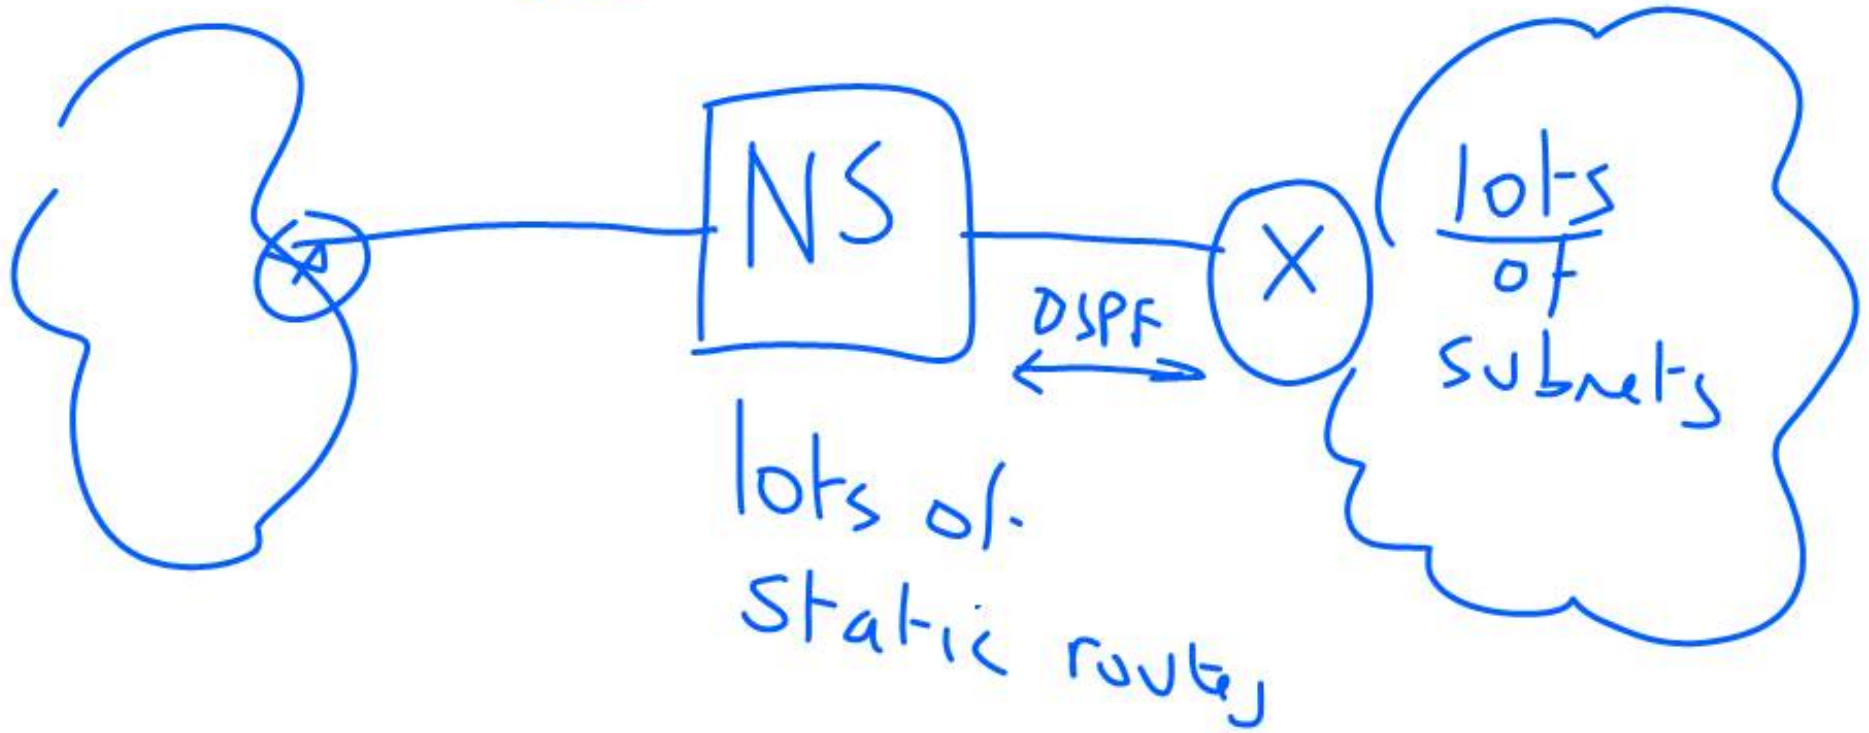 NS
OSPF
lots
of
subnets
lots of
static routes
X